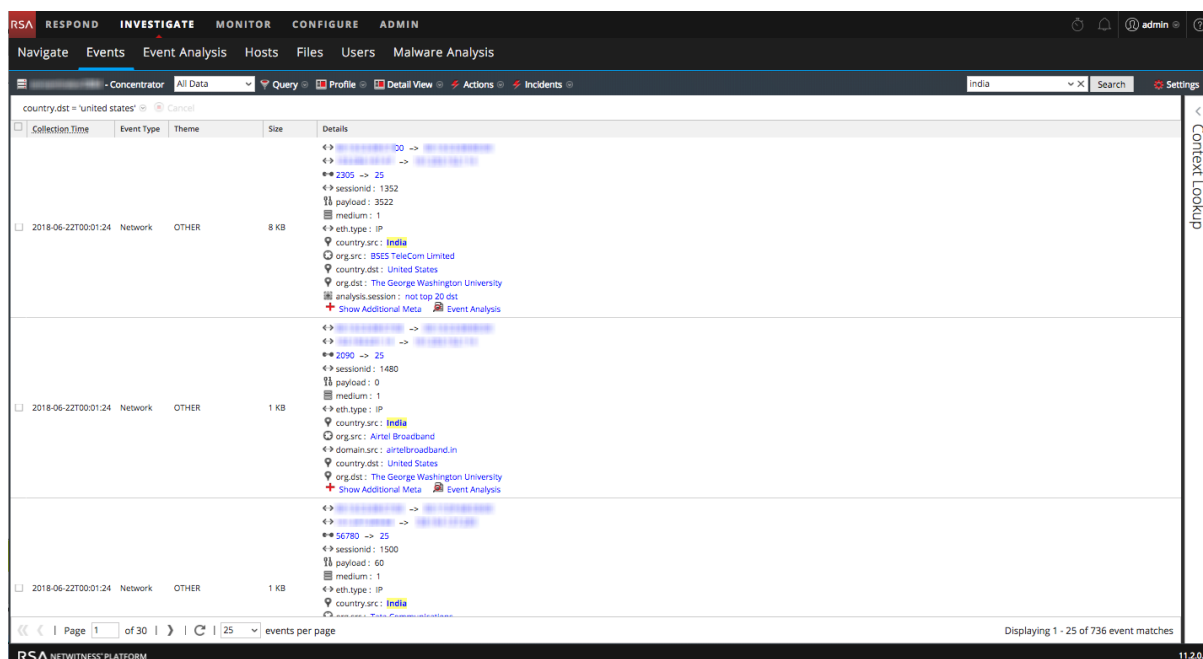 RSA RESPOND INVESTIGATE MONITOR CONFIGURE ADMIN admin
Navigate Events Event Analysis Hosts Files Users Malware Analysis
- Concentrator All Data Query Profile Detail View Actions Incidents india Search Settings
country.dst = 'united states' Cancel
Context Lookup
Collection Time Event Type Theme Size Details
00 ->
->
2305 -> 25
sessionid : 1352
payload : 3522
medium : 1
2018-06-22T00:01:24 Network OTHER 8 KB eth.type : IP
country.src : India
org.src : BSES TeleCom Limited
country.dst : United States
org.dst : The George Washington University
analysis.session : not top 20 dst
Show Additional Meta Event Analysis
->
->
2090 -> 25
sessionid : 1480
payload : 0
medium : 1
2018-06-22T00:01:24 Network OTHER 1 KB eth.type : IP
country.src : India
org.src : Airtel Broadband
domain.src : airtelbroadband.in
country.dst : United States
org.dst : The George Washington University
Show Additional Meta Event Analysis
->
->
56780 -> 25
sessionid : 1500
payload : 60
medium : 1
2018-06-22T00:01:24 Network OTHER 1 KB eth.type : IP
country.src : India
Page 1 of 30 25 events per page Displaying 1 - 25 of 736 event matches
RSA NETWITNESS PLATFORM 11.2.0